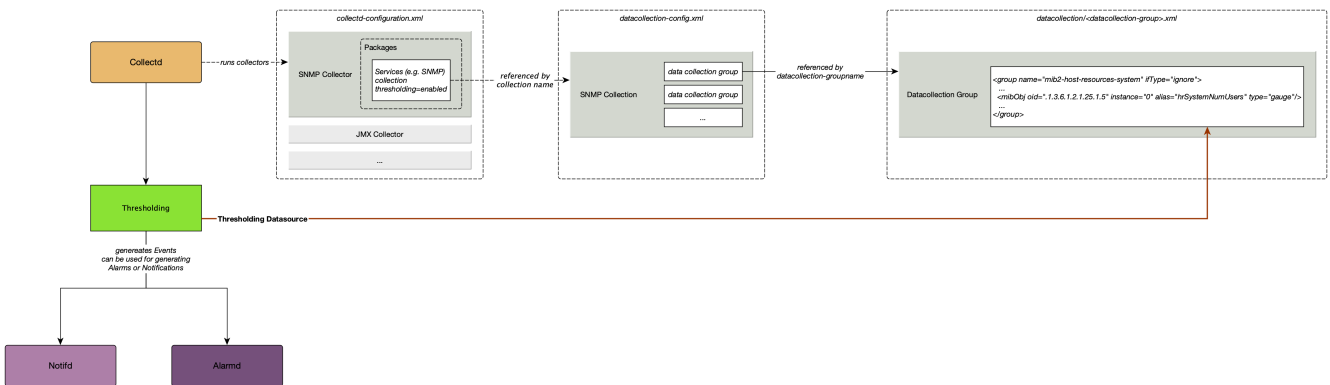 collectd-configuration.xml
datacollection-config.xml
datacollection/<datacollection-group>.xml
Collectd
runs collectors
SNMP Collector
Packages
Services (e.g. SNMP)
collection
thresholding=enabled
JMX Collector
...
referenced by
collection name
SNMP Collection
data collection group
data collection group
...
referenced by
datacollection-groupname
Datacollection Group
<group name="mib2-host-resources-system" ifType="ignore">
...
<mibObj oid=".1.3.6.1.2.1.25.1.5" instance="0" alias="hrSystemNumUsers" type="gauge"/>
...
</group>
Thresholding
Thresholding Datasource
genereates Events
can be used for generating
Alarms or Notifications
Notifd
Alarmd